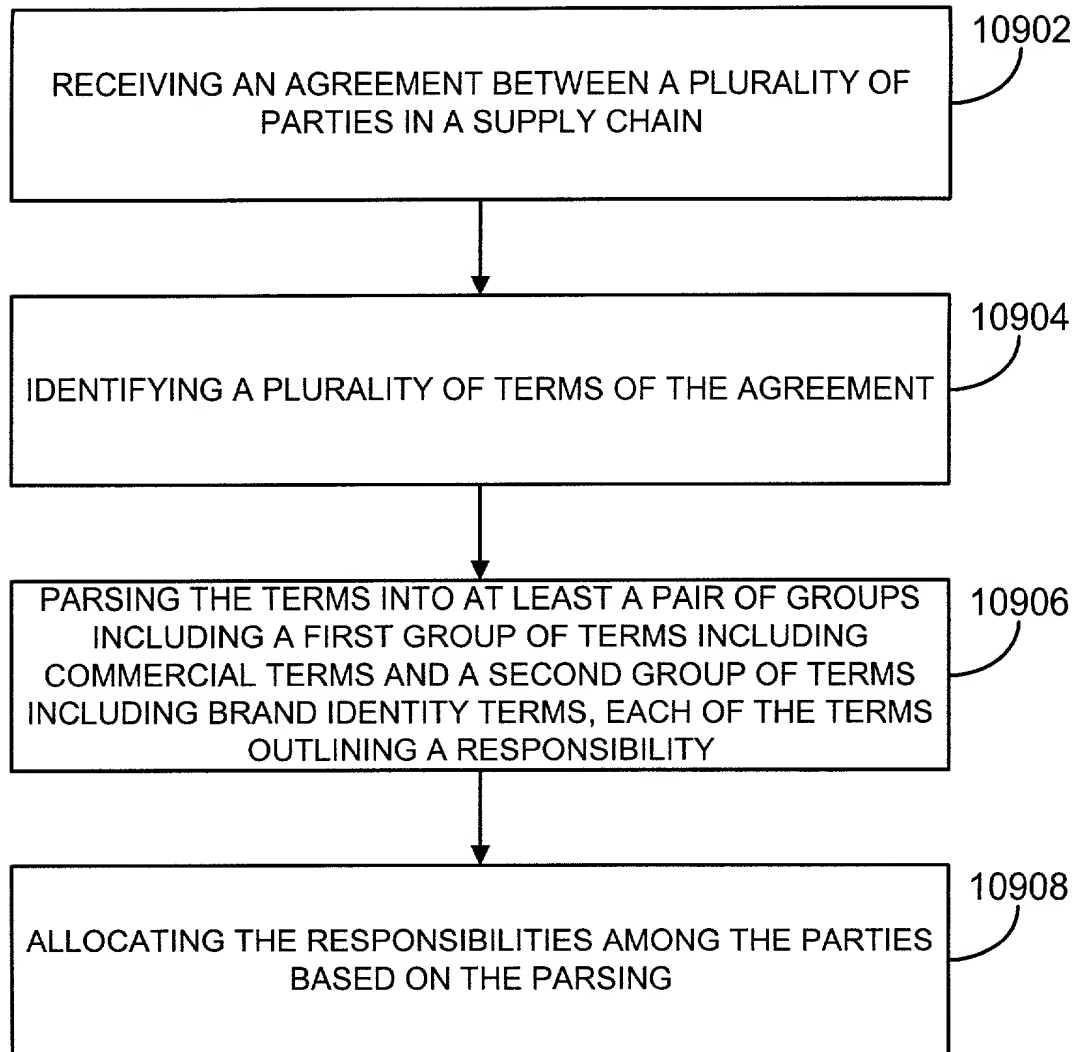 10902
RECEIVING AN AGREEMENT BETWEEN A PLURALITY OF
PARTIES IN A SUPPLY CHAIN
10904
IDENTIFYING A PLURALITY OF TERMS OF THE AGREEMENT
10906
PARSING THE TERMS INTO AT LEAST A PAIR OF GROUPS
INCLUDING A FIRST GROUP OF TERMS INCLUDING
COMMERCIAL TERMS AND A SECOND GROUP OF TERMS
INCLUDING BRAND IDENTITY TERMS, EACH OF THE TERMS
OUTLINING A RESPONSIBILITY
10908
ALLOCATING THE RESPONSIBILITIES AMONG THE PARTIES
BASED ON THE PARSING